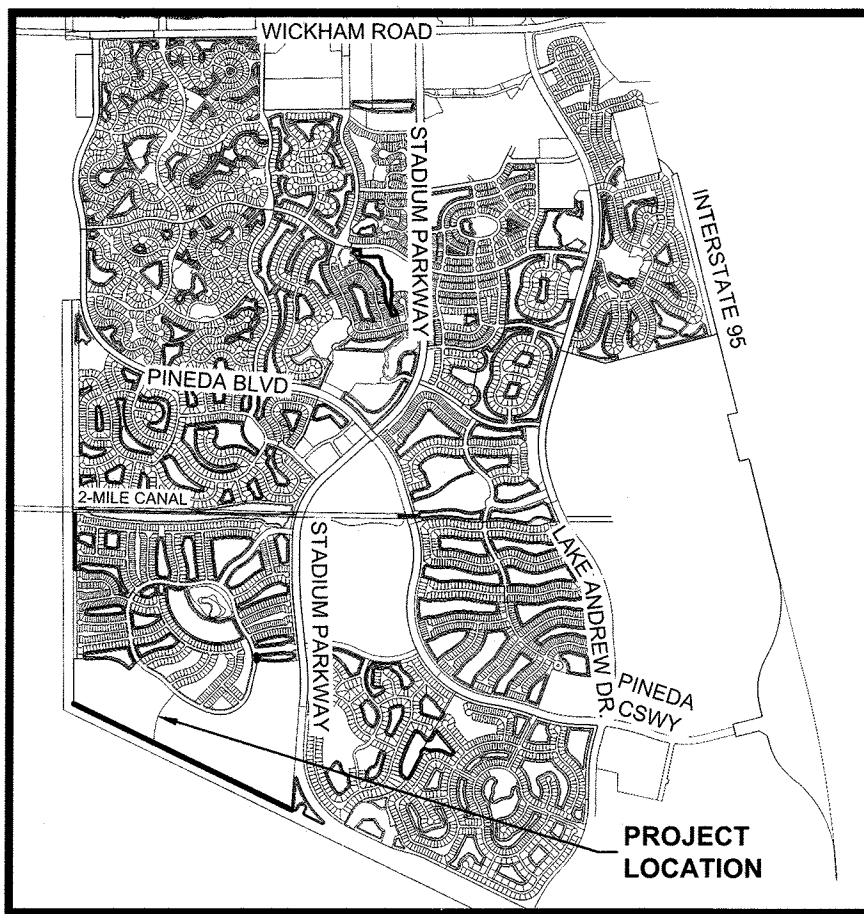 WICKHAM ROAD
STADIUM PARKWAY
INTERSTATE 95
PINEDA BLVD
2-MILE CANAL
STADIUM PARKWAY
LAKE ANDREW DR.
PINEDA
CSWY
PROJECT
LOCATION